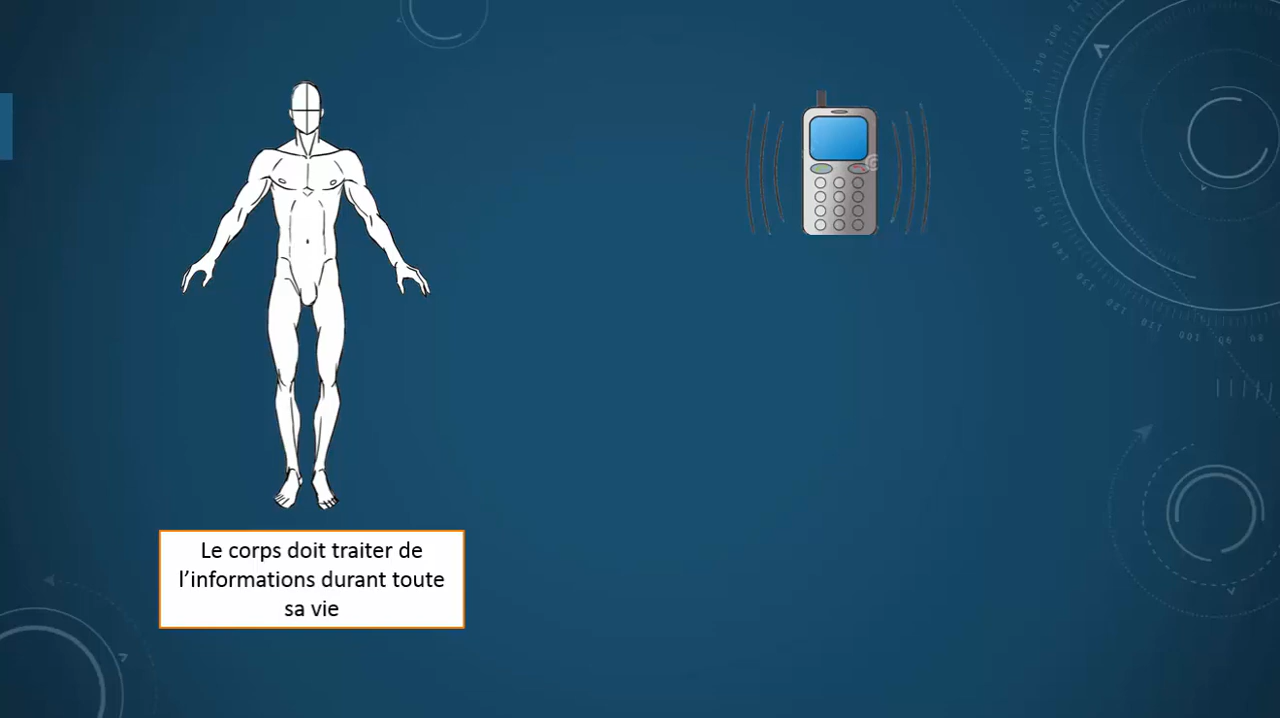 Le corps doit traiter de
l’informations durant toute
sa vie